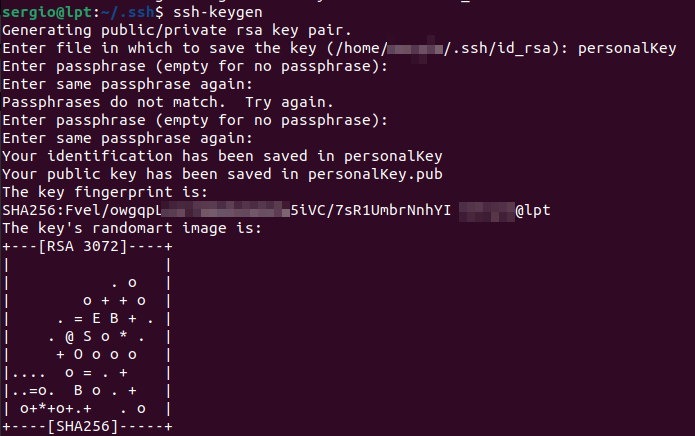 sergio@lpt:~/.ssh$ ssh-keygen
Generating public/private rsa key pair.
Enter file in which to save the key (/home/ /.ssh/id_rsa): personalKey
Enter passphrase (empty for no passphrase):
Enter same passphrase again:
Passphrases do not match.  Try again.
Enter passphrase (empty for no passphrase):
Enter same passphrase again:
Your identification has been saved in personalKey
Your public key has been saved in personalKey.pub
The key fingerprint is:
SHA256:Fvel/owgqpL 5iVC/7sR1UmbrNnhYI @lpt
The key's randomart image is:
+---[RSA 3072]----+
|                 |
|            . o  |
|         o + + o |
|      . = E B + . |
|     . @ S o * .  |
|      + O o o o   |
|....   o = . +    |
|..=o.   B o . +   |
| o+*+o+.+   . o  |
+----[SHA256]-----+